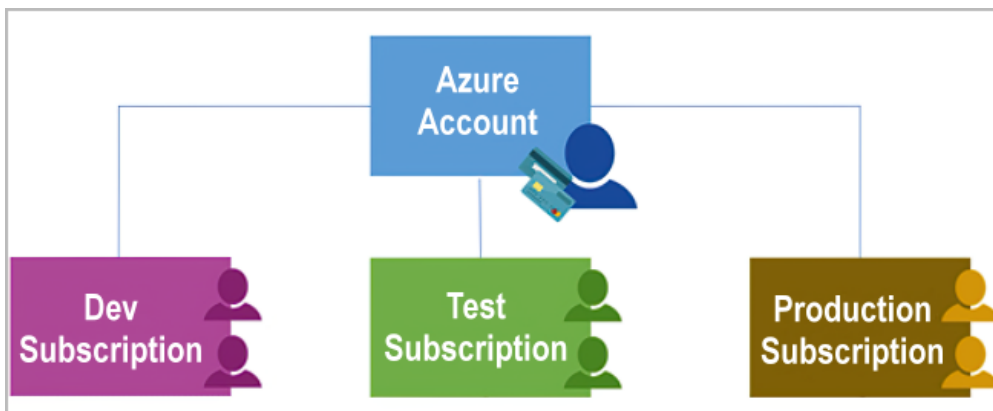 Azure
Account
Dev
Subscription
Test
Subscription
Production
Subscription